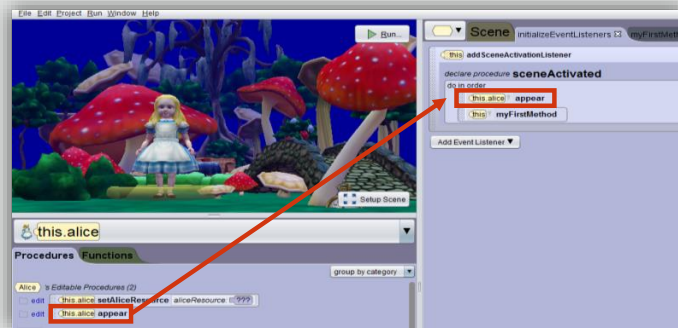 File Edit Project Run Window Help
Run...
Setup Scene
this.alice
Procedures Functions
group by category
Alice 's Editable Procedures (2)
edit this.alice setAliceResource aliceResource ???
edit this.alice appear
Scene initializeEventListeners myFirstMeth
this addSceneActivationListener
declare procedure sceneActivated
do in order
this.alice appear
this myFirstMethod
Add Event Listener